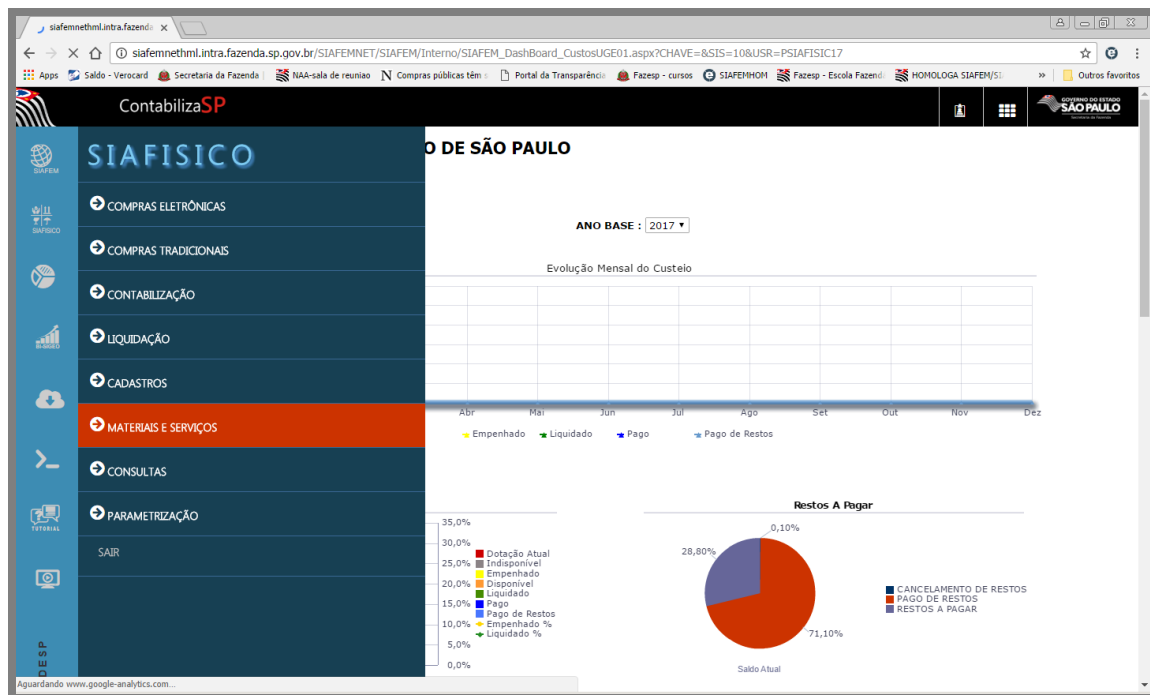 siafemnethml.intra.fazenda
siafemnethml.intra.fazenda.sp.gov.br/SIAFEMNET/SIAFEM/Interno/SIAFEM_DashBoard_CustosUGE01.aspx?CHAVE=&SIS=10&USR=PSIAFISIC17
Apps Saldo - Verocard Secretaria da Fazenda NAA-sala de reuniao Compras públicas têm s Portal da Transparência Fazesp - cursos SIAFEMHOM Fazesp - Escola Fazend HOMOLOGA SIAFEM/SI » Outros favoritos
ContabilizaSP
GOVERNO DO ESTADO
SÃO PAULO
SIAFEM
SIAFISICO
O DE SÃO PAULO
COMPRAS ELETRÔNICAS
SIAFISICO
ANO BASE : 2017
COMPRAS TRADICIONAIS
Evolução Mensal do Custeio
CONTABILIZAÇÃO
LIQUIDAÇÃO
CADASTROS
Abr Mai Jun Jul Ago Set Out Nov Dez
MATERIAIS E SERVIÇOS
Empenhado Liquidado Pago Pago de Restos
CONSULTAS
PARAMETRIZAÇÃO
TUTORIAL
SAIR
35,0%
30,0%
25,0%
20,0%
15,0%
10,0%
5,0%
0,0%
Dotação Atual
Indisponível
Empenhado
Disponível
Liquidado
Pago
Pago de Restos
Empenhado %
Liquidado %
Restos A Pagar
0,10%
28,80%
71,10%
CANCELAMENTO DE RESTOS
PAGO DE RESTOS
RESTOS A PAGAR
Saldo Atual
DESP
Aguardando www.google-analytics.com...